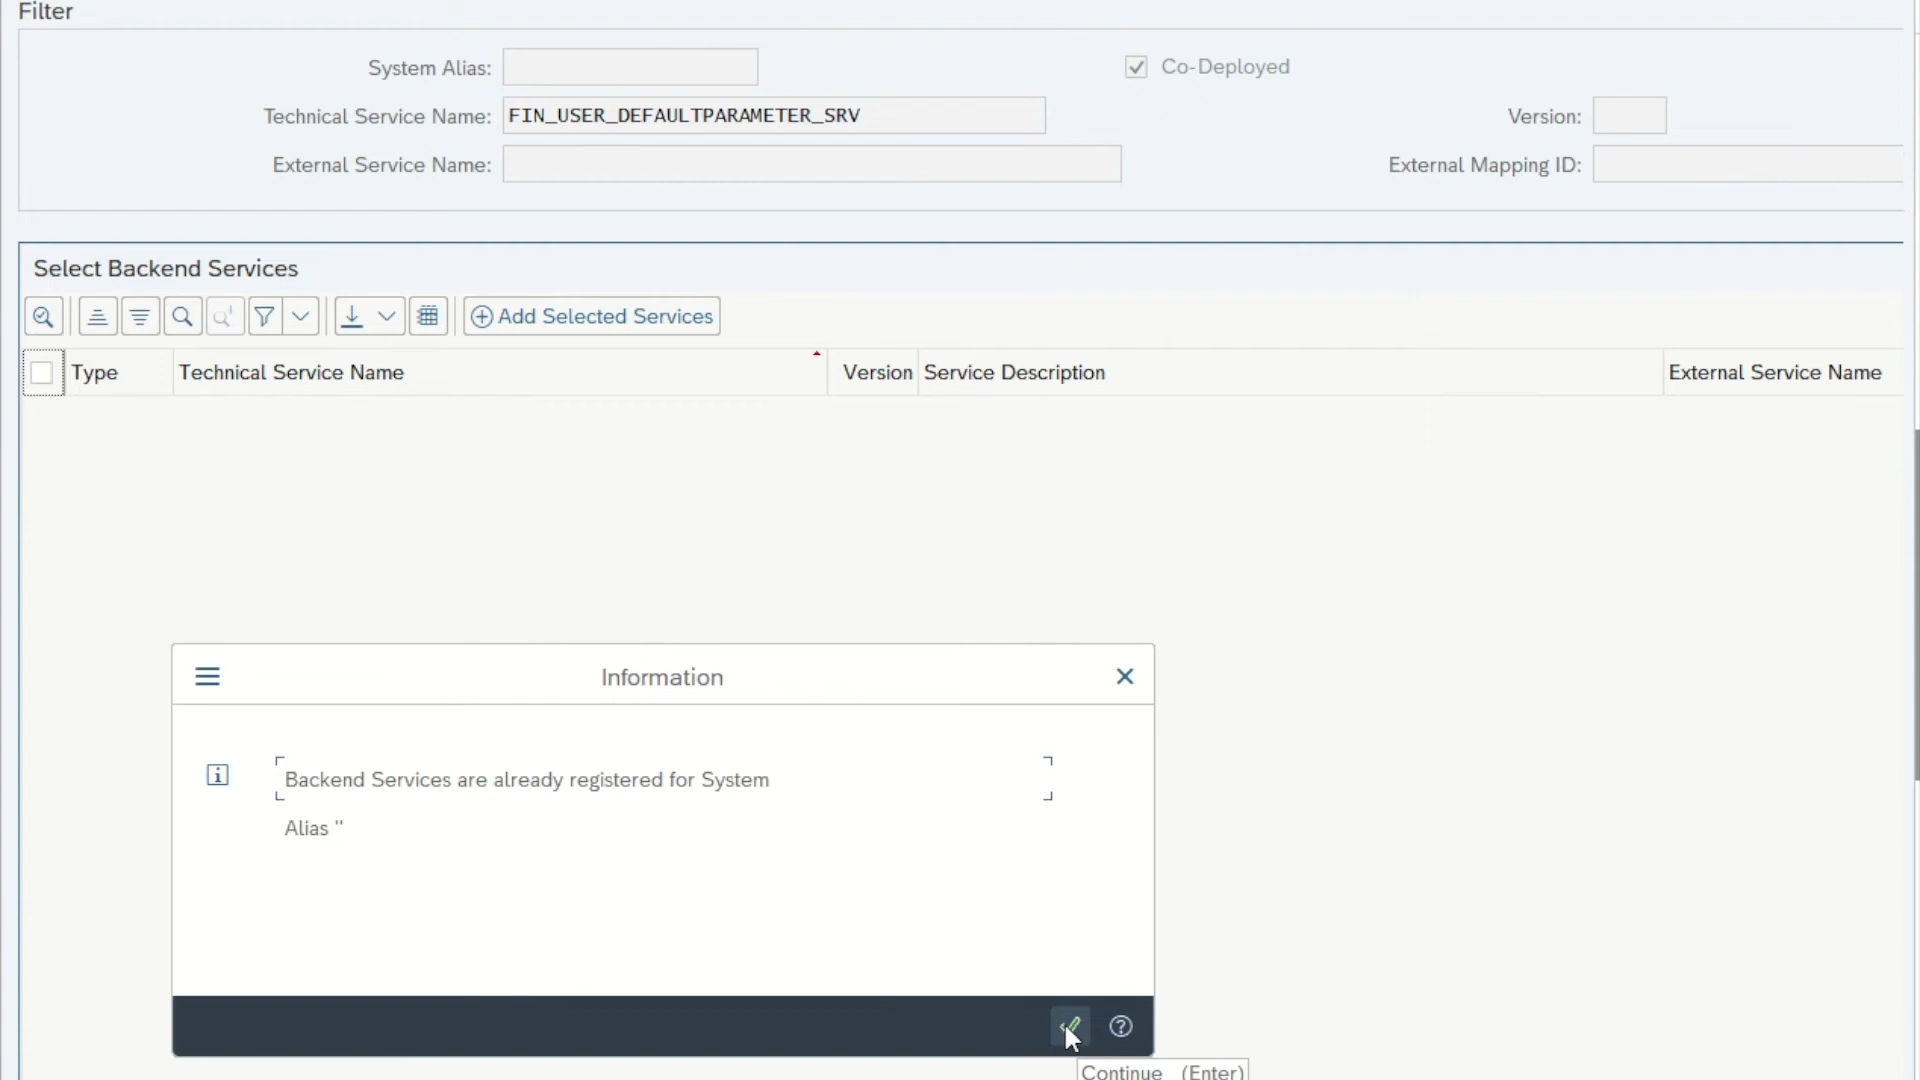 Filter
System Alias:
Co-Deployed
Technical Service Name: FIN_USER_DEFAULTPARAMETER_SRV Version:
External Service Name: External Mapping ID:
Select Backend Services
Add Selected Services
Type Technical Service Name Version Service Description External Service Name
Information
Backend Services are already registered for System
Alias "
Continue (Enter)